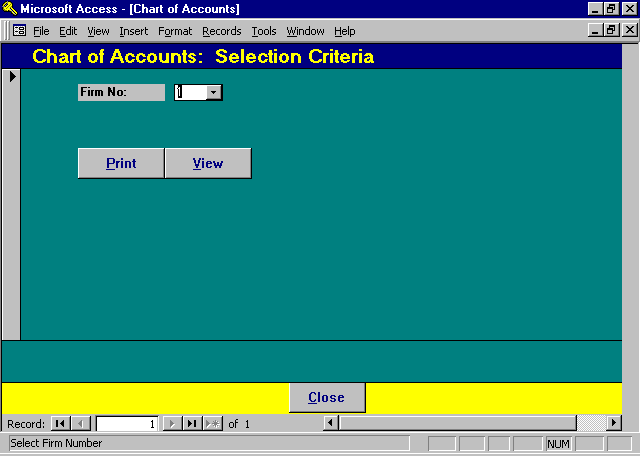 Microsoft Access - [Chart of Accounts]
File Edit View Insert Format Records Tools Window Help
Chart of Accounts: Selection Criteria
Firm No: 1
Print View
Close
Record: 1 of 1
Select Firm Number NUM